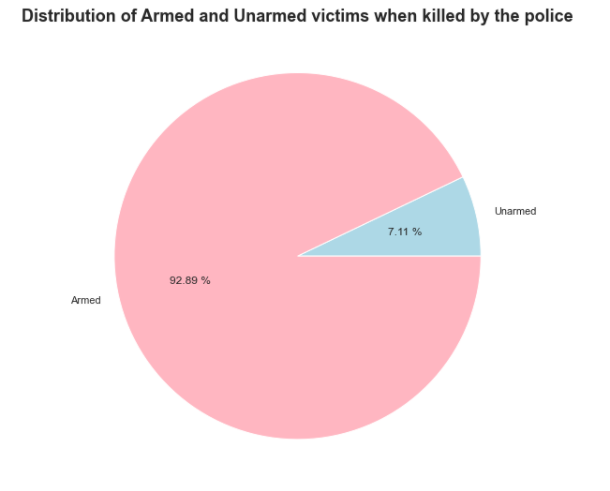 Distribution of Armed and Unarmed victims when killed by the police
Unarmed
7.11 %
92.89 %
Armed